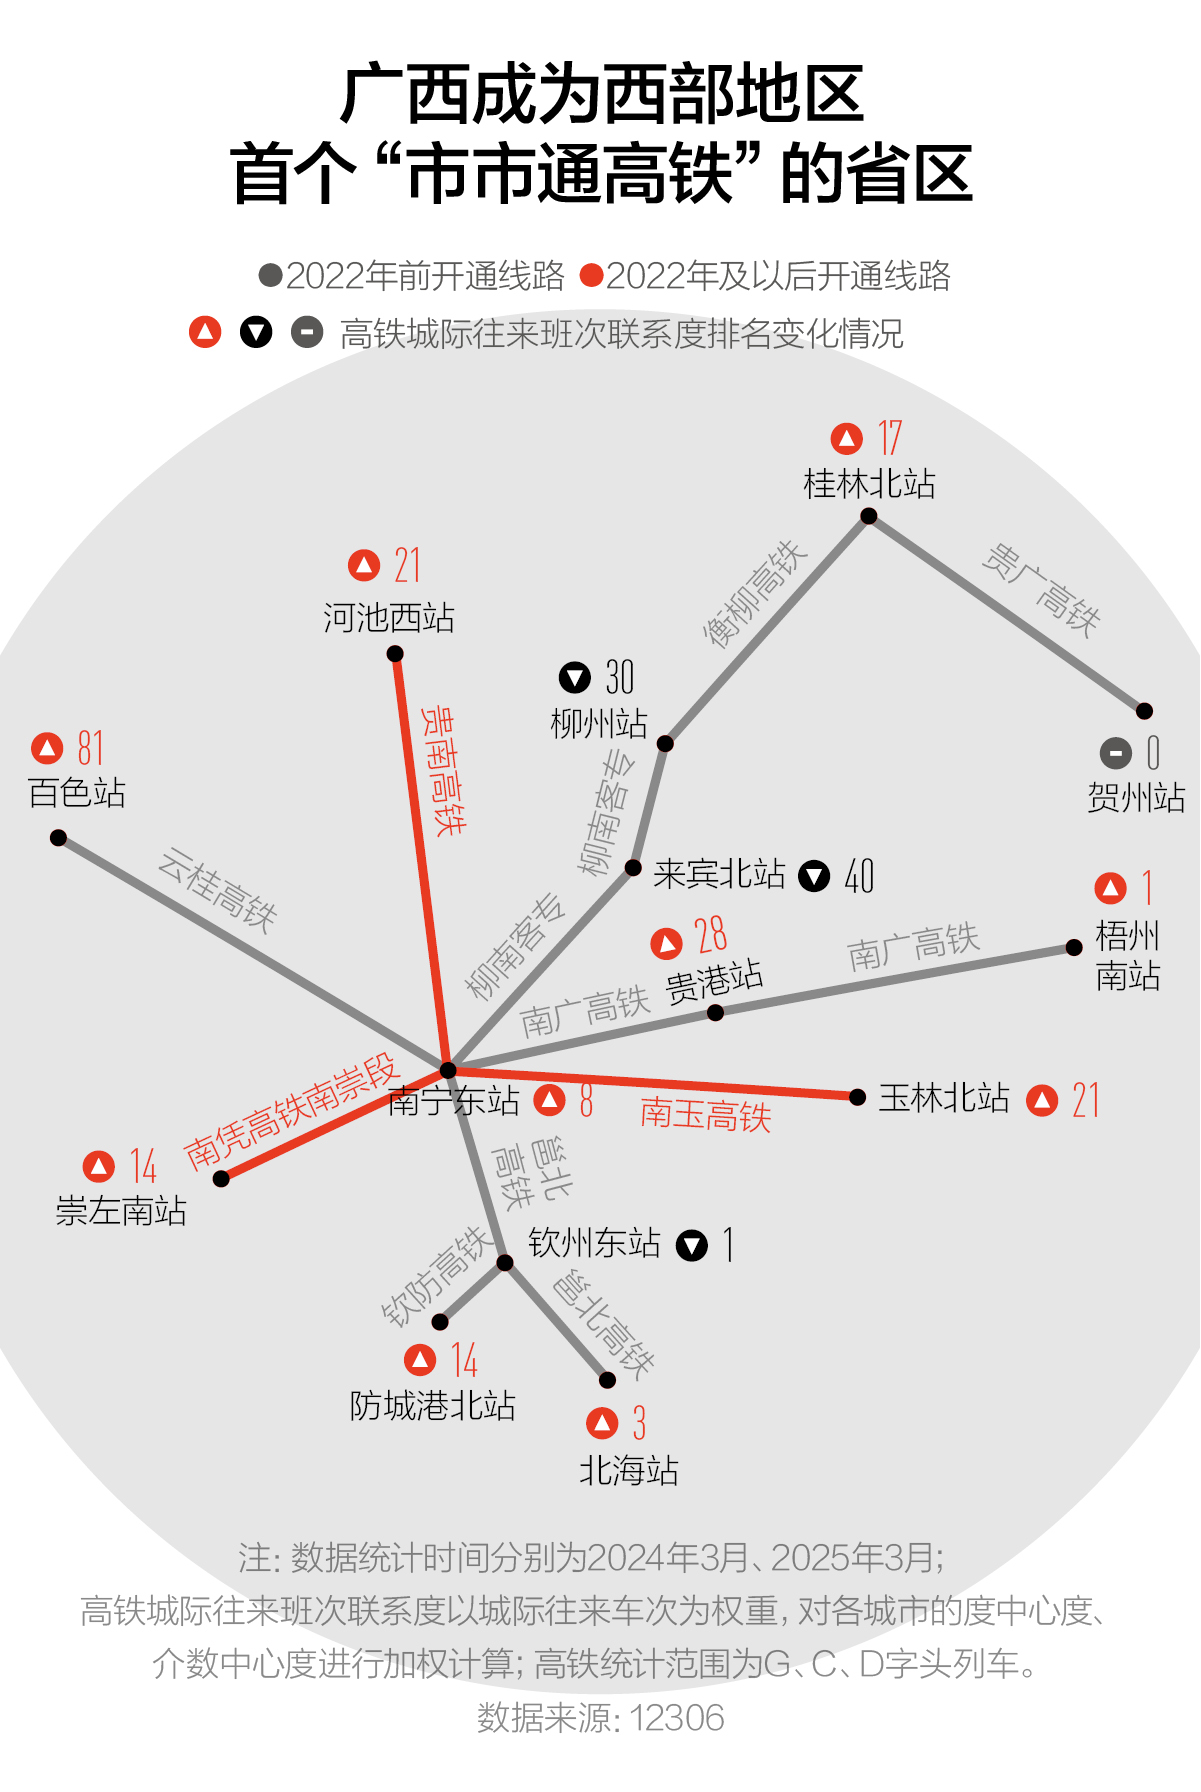 广西成为西部地区
首个“市市通高铁”的省区
2022年前开通线路 2022年及以后开通线路
高铁城际往来班次联系度排名变化情况
17
桂林北站
贵广高铁
衡柳高铁
21
河池西站
贵南高铁
30
柳州站
柳南客专
0
贺州站
81
百色站
云桂高铁
来宾北站 40
柳南客专
1
梧州
南站
南广高铁
28
贵港站
南广高铁
南宁东站 8
南玉高铁
玉林北站 21
南凭高铁南崇段
14
崇左南站
邕北
高铁
钦州东站 1
钦防高铁
邕北高铁
14
防城港北站
3
北海站
注：数据统计时间分别为2024年3月、2025年3月；
高铁城际往来班次联系度以城际往来车次为权重，对各城市的度中心度、
介数中心度进行加权计算；高铁统计范围为G、C、D字头列车。
数据来源：12306